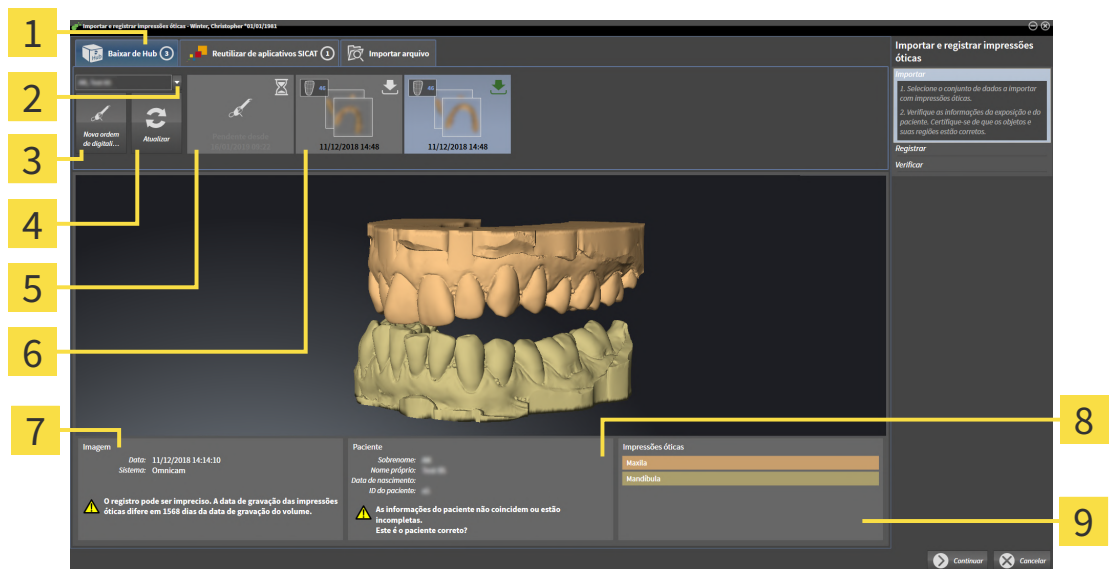 Importar e registrar impressões óticas - Winter, Christopher *01/01/1981
1
Baixar de Hub 3
Reutilizar de aplicativos SICAT 1
Importar arquivo
2
3
Nova ordem
de digitali...
Atualizar
4
5
6
46
11/12/2018 14:48
46
11/12/2018 14:48
Importar e registrar impressões
óticas
Importar
1. Selecione o conjunto de dados a importar
com impressões óticas.
2. Verifique as informações da exposição e do
paciente. Certifique-se de que os objetos e
suas regiões estão corretos.
Registrar
Verificar
7
Imagem
Data: 11/12/2018 14:14:10
Sistema: Omnicam
O registro pode ser impreciso. A data de gravação das impressões
óticas difere em 1568 dias da data de gravação do volume.
Paciente
Sobrenome:
Nome próprio:
Data de nascimento:
ID do paciente:
As informações do paciente não coincidem ou estão
incompletas.
Este é o paciente correto?
8
Impressões óticas
Maxila
Mandíbula
9
Continuar
Cancelar